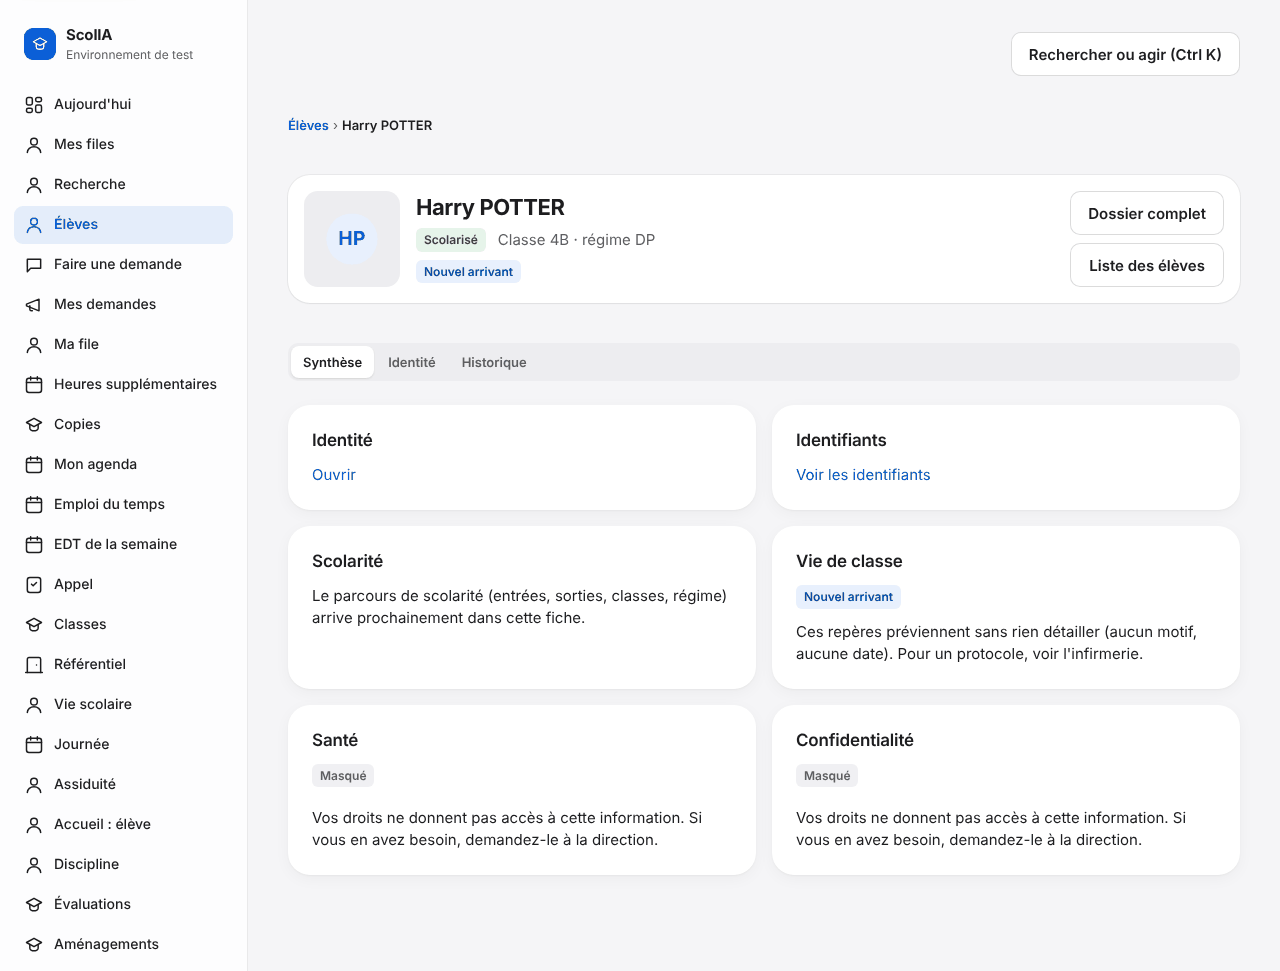 ScolIA
Environnement de test
Aujourd'hui
Mes files
Recherche
Élèves
Faire une demande
Mes demandes
Ma file
Heures supplémentaires
Copies
Mon agenda
Emploi du temps
EDT de la semaine
Appel
Classes
Référentiel
Vie scolaire
Journée
Assiduité
Accueil : élève
Discipline
Évaluations
Aménagements
Rechercher ou agir (Ctrl K)
Élèves › Harry POTTER
HP
Harry POTTER
Scolarisé Classe 4B · régime DP
Nouvel arrivant
Dossier complet
Liste des élèves
Synthèse Identité Historique
Identité
Ouvrir
Identifiants
Voir les identifiants
Scolarité
Le parcours de scolarité (entrées, sorties, classes, régime)
arrive prochainement dans cette fiche.
Vie de classe
Nouvel arrivant
Ces repères préviennent sans rien détailler (aucun motif,
aucune date). Pour un protocole, voir l'infirmerie.
Santé
Masqué
Vos droits ne donnent pas accès à cette information. Si
vous en avez besoin, demandez-le à la direction.
Confidentialité
Masqué
Vos droits ne donnent pas accès à cette information. Si
vous en avez besoin, demandez-le à la direction.